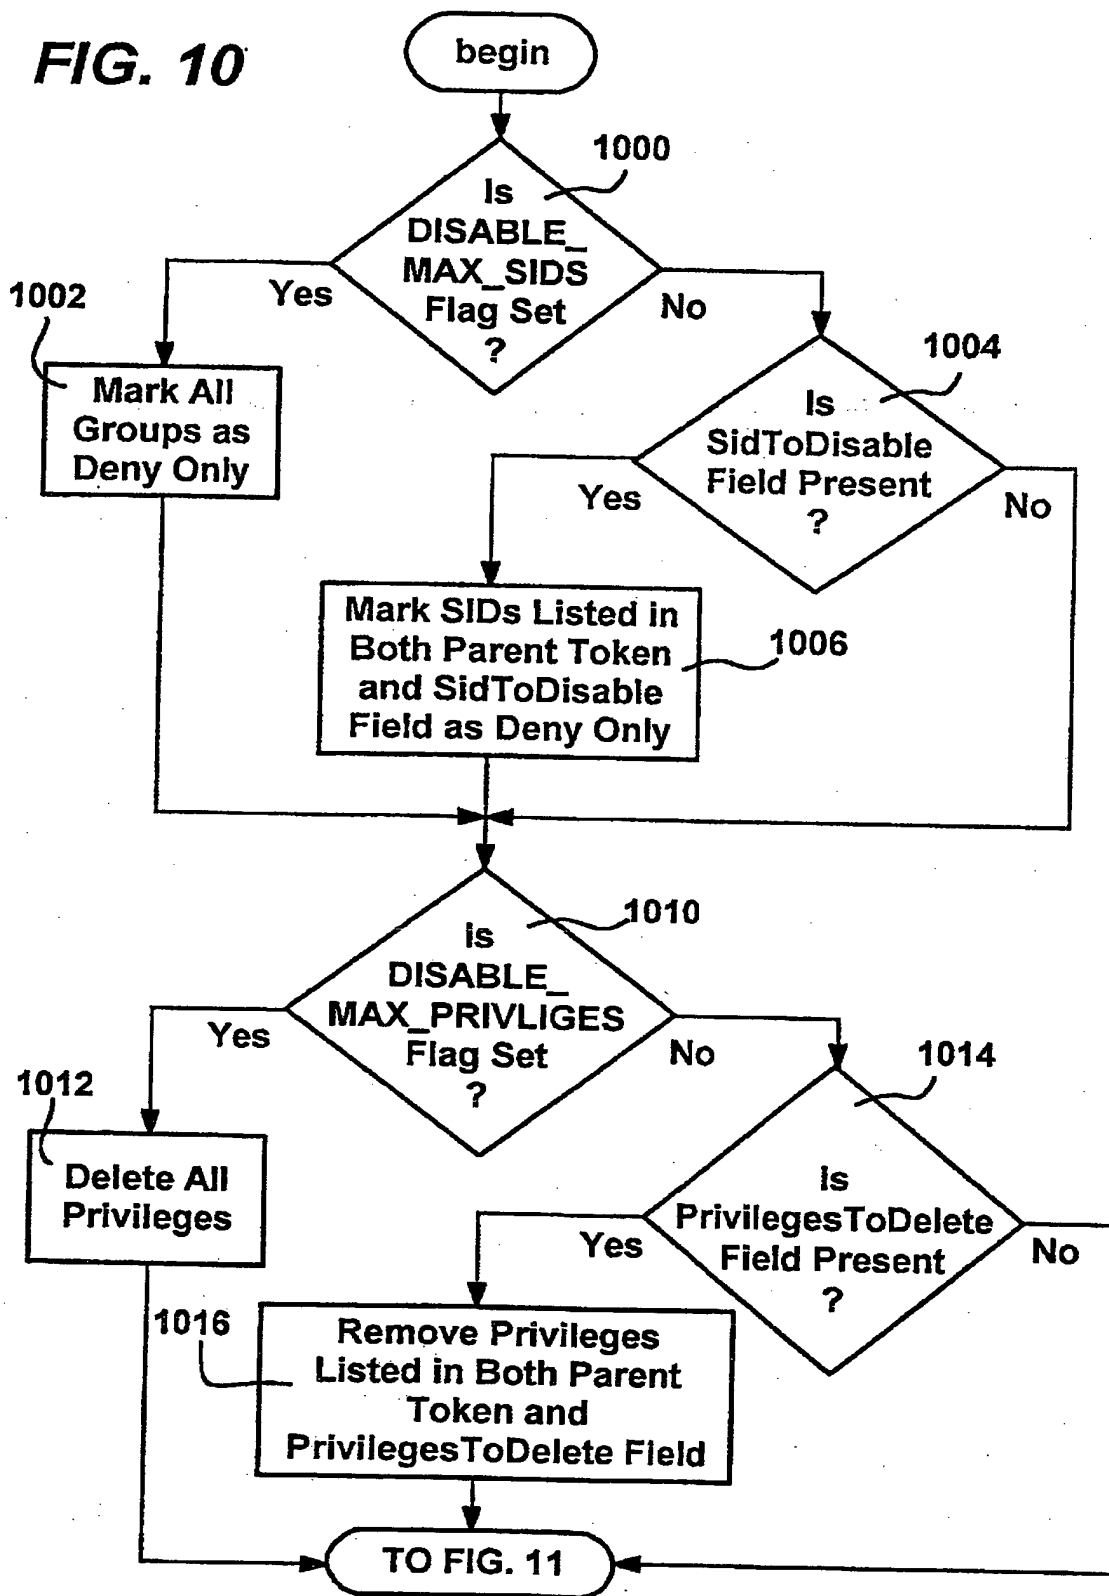 FIG. 10
begin
1000
Is
DISABLE_
MAX_SIDS
Flag Set
?
Yes
No
1002
Mark All
Groups as
Deny Only
1004
Is
SidToDisable
Field Present
?
Yes
No
Mark SIDs Listed in
Both Parent Token
and SidToDisable
Field as Deny Only
1006
1010
is
DISABLE_
MAX_PRIVLIGES
Flag Set
?
Yes
No
1012
Delete All
Privileges
1014
is
PrivilegesToDelete
Field Present
?
Yes
No
1016
Remove Privileges
Listed in Both Parent
Token and
PrivilegesToDelete Field
TO FIG. 11